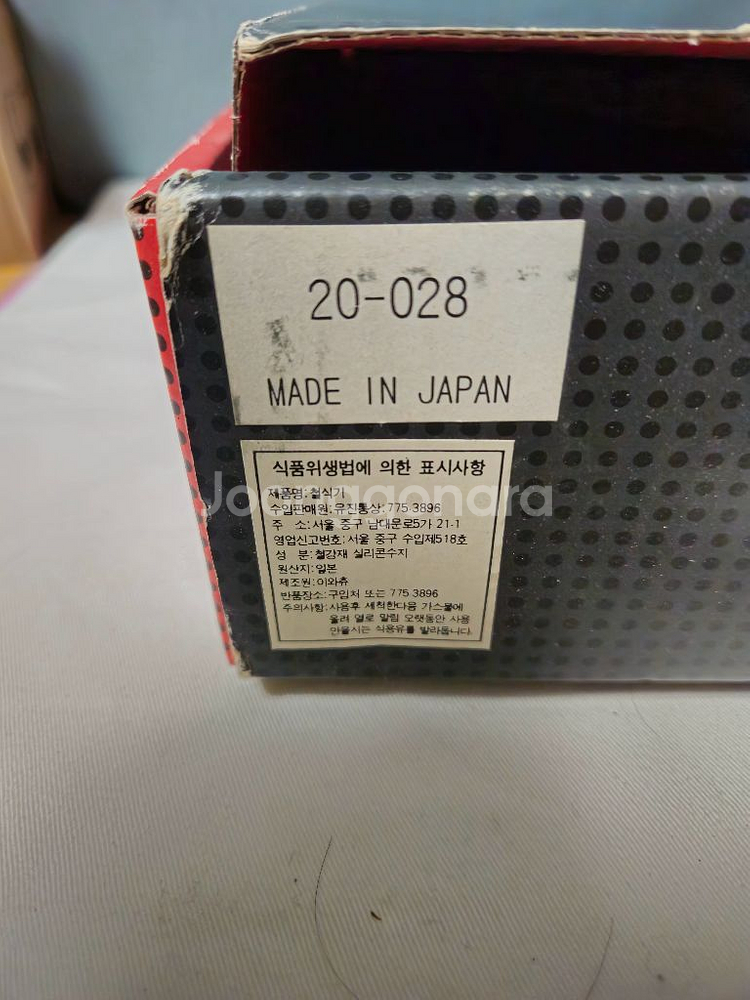 20-028
MADE IN JAPAN
식품위생법에 의한 표시사항
제품명:철식기
수입판매원:유진통상:775-3896
주 소:서울 중구 남대문로5가 21-1
영업신고번호:서울 중구 수입제518호
성 분:철강재 실리콘수지
원산지:일본
제조원:이와츄
반품장소:구입처 또는 775-3896
주의사항:사용후 세척한다음 가스불에
올려 열로 말림 오랫동안 사용
안을시는 식용유를 발라둡니다.
Joonggonara